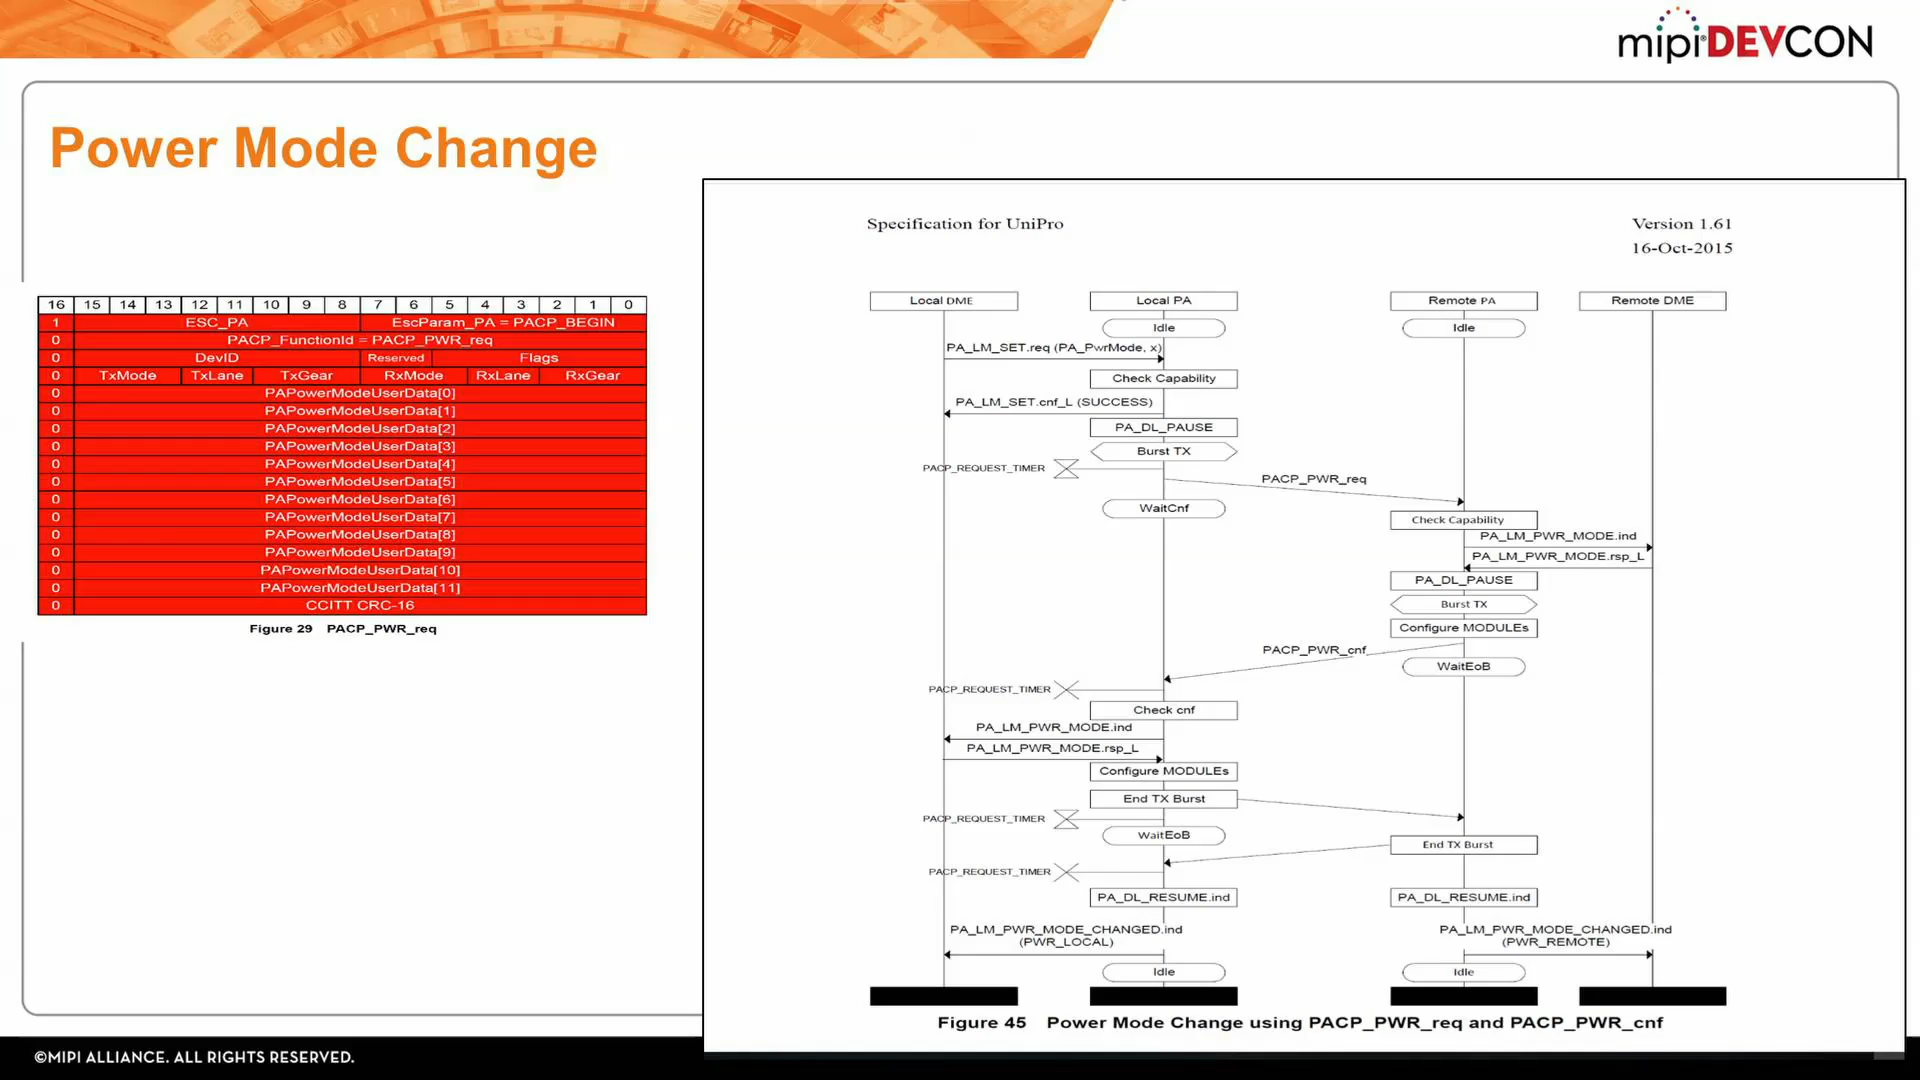 mipi® DEVCON
Power Mode Change
16 15 14 13 12 11 10 9 8 7 6 5 4 3 2 1 0
1 ESC_PA EscParam_PA = PACP_BEGIN
0 PACP_FunctionId = PACP_PWR_req
0 DevID Reserved Flags
0 TxMode TxLane TxGear RxMode RxLane RxGear
0 PAPowerModeUserData[0]
0 PAPowerModeUserData[1]
0 PAPowerModeUserData[2]
0 PAPowerModeUserData[3]
0 PAPowerModeUserData[4]
0 PAPowerModeUserData[5]
0 PAPowerModeUserData[6]
0 PAPowerModeUserData[7]
0 PAPowerModeUserData[8]
0 PAPowerModeUserData[9]
0 PAPowerModeUserData[10]
0 PAPowerModeUserData[11]
0 CCITT CRC-16
Figure 29 PACP_PWR_req
Specification for UniPro Version 1.61
16-Oct-2015
Local DME Local PA Remote PA Remote DME
Idle Idle
PA_LM_SET.req (PA_PwrMode, x)
Check Capability
PA_LM_SET.cnf_L (SUCCESS)
PA_DL_PAUSE
Burst TX
PACP_REQUEST_TIMER
PACP_PWR_req
WaitCnf
Check Capability
PA_LM_PWR_MODE.ind
PA_LM_PWR_MODE.rsp_L
PA_DL_PAUSE
Burst TX
Configure MODULEs
PACP_PWR_cnf
WaitEoB
PACP_REQUEST_TIMER
Check cnf
PA_LM_PWR_MODE.ind
PA_LM_PWR_MODE.rsp_L
Configure MODULEs
End TX Burst
PACP_REQUEST_TIMER
WaitEoB
End TX Burst
PACP_REQUEST_TIMER
PA_DL_RESUME.ind PA_DL_RESUME.ind
PA_LM_PWR_MODE_CHANGED.ind PA_LM_PWR_MODE_CHANGED.ind
(PWR_LOCAL) (PWR_REMOTE)
Idle Idle
Figure 45 Power Mode Change using PACP_PWR_req and PACP_PWR_cnf
©MIPI ALLIANCE. ALL RIGHTS RESERVED.